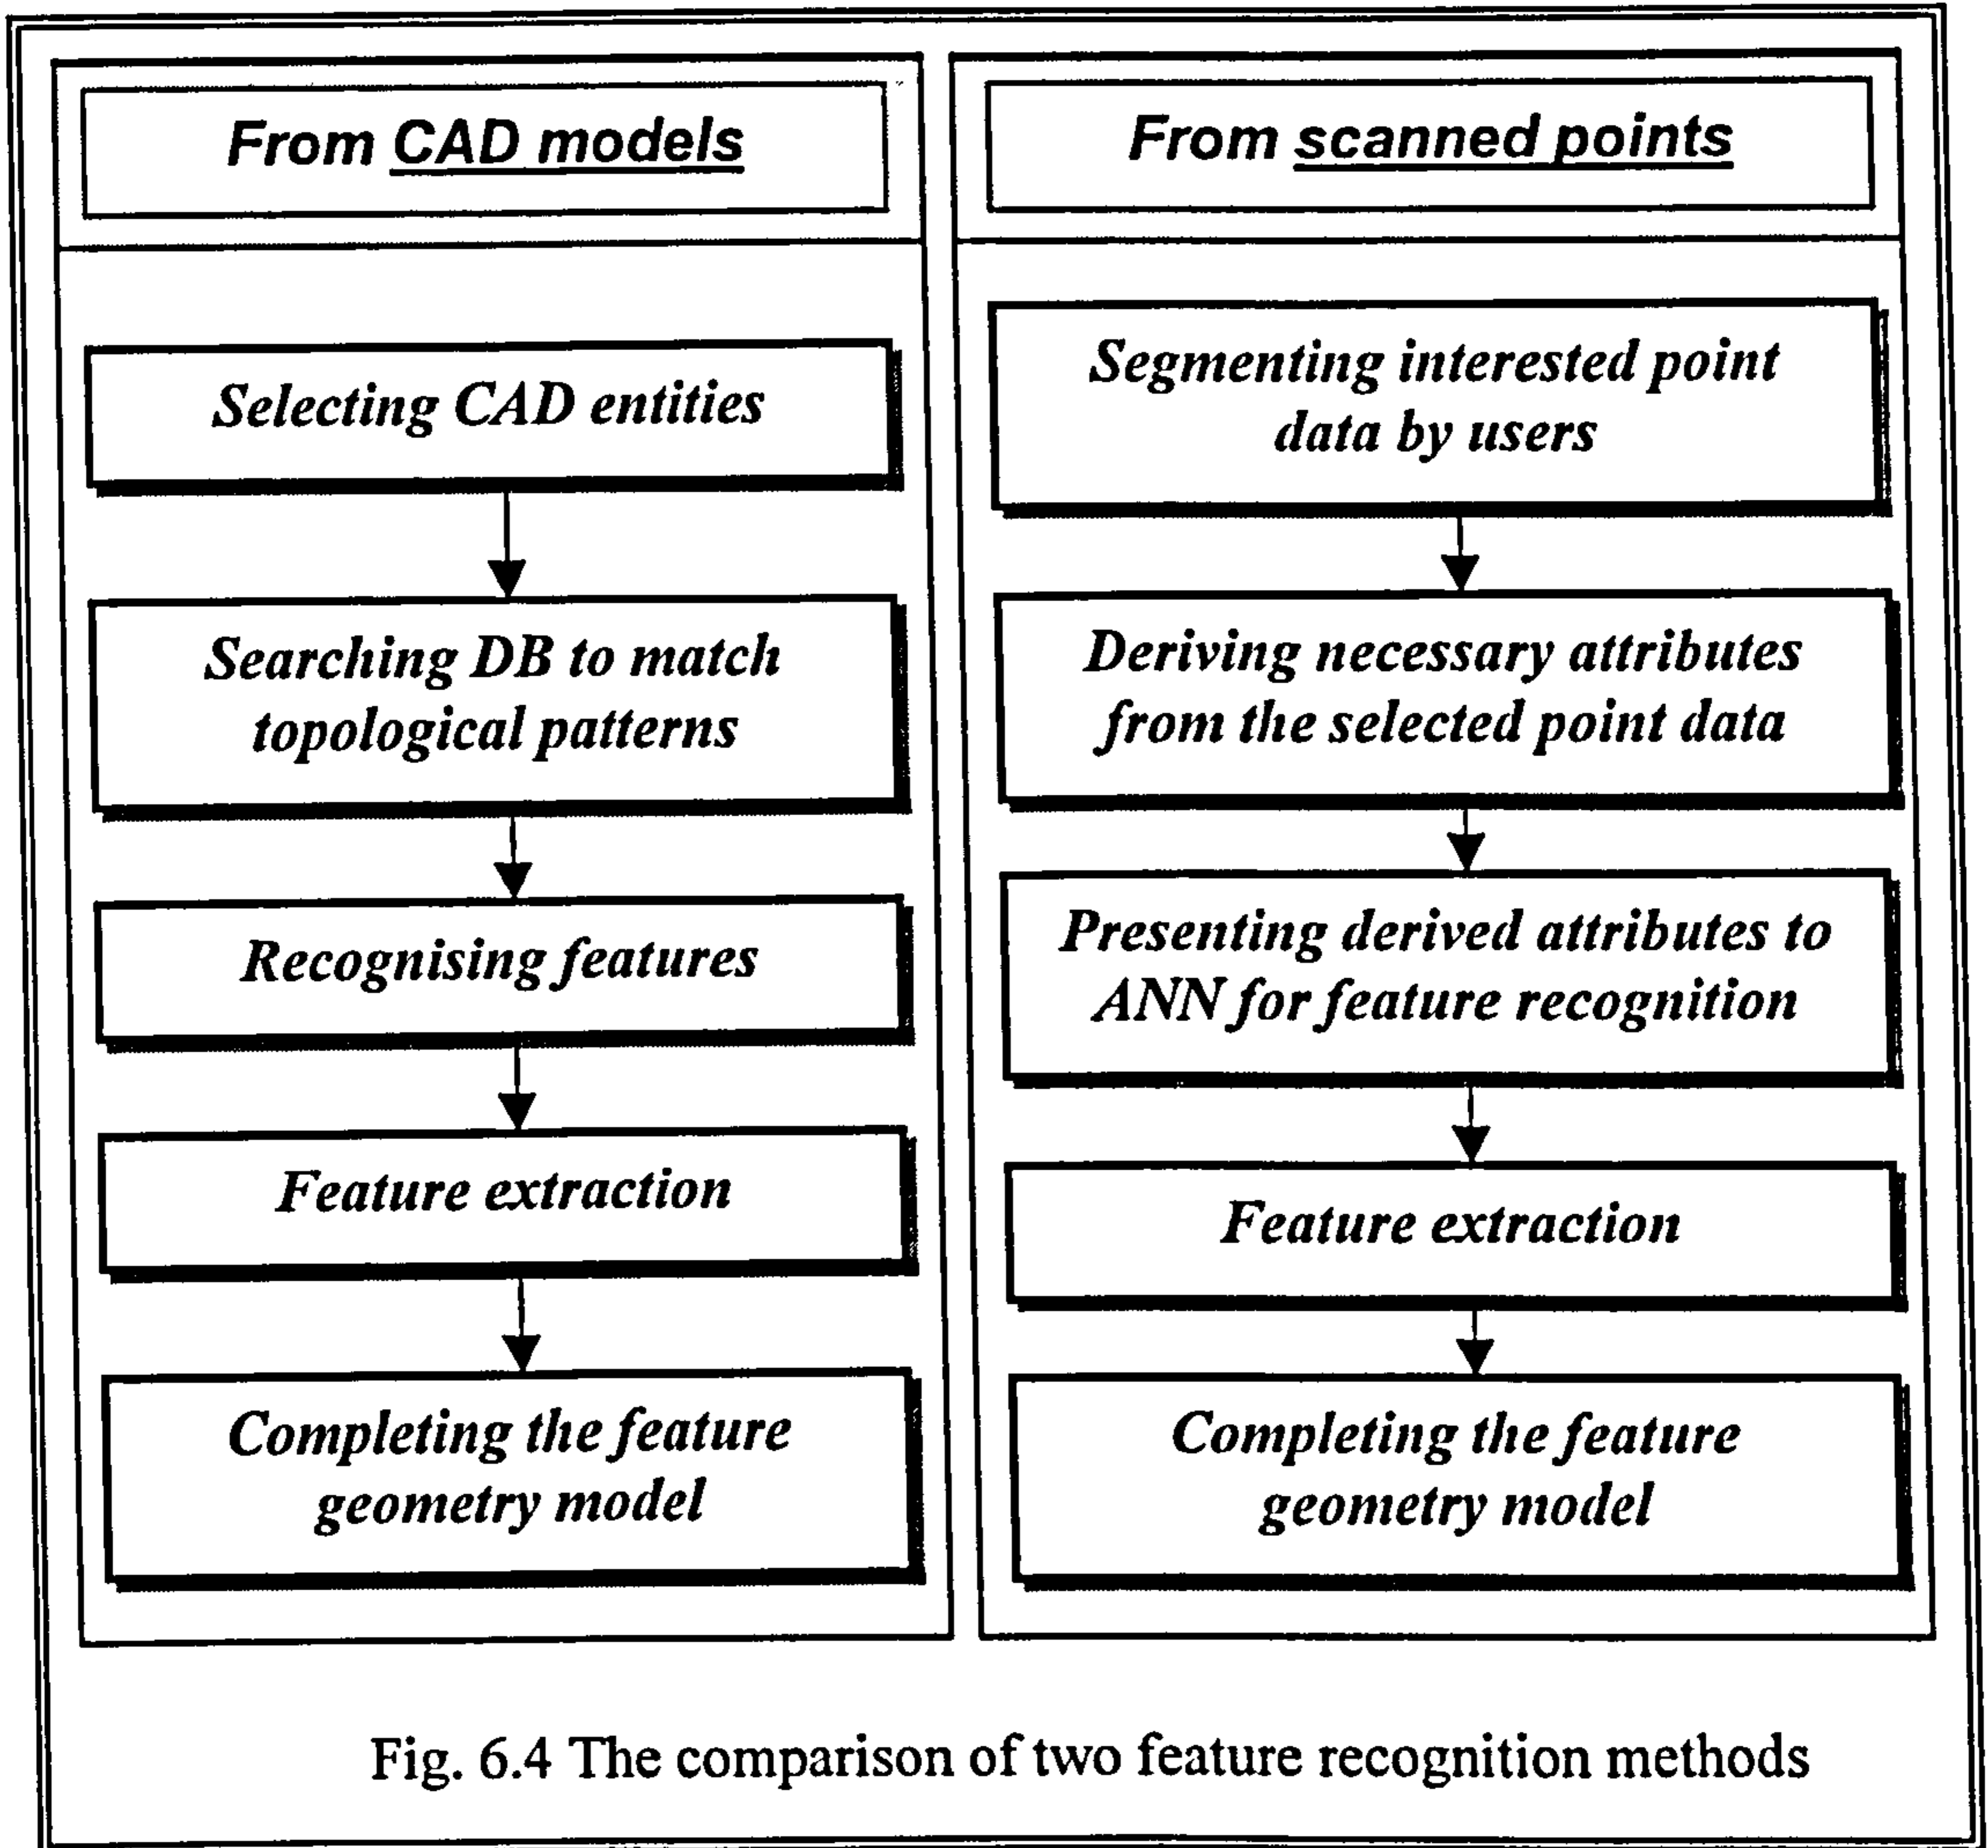 From CAD models
Selecting CAD entities
Searching DB to match
topological patterns
Recognising features
Feature extraction
Completing the feature
geometry model
From scanned points
Segmenting interested point
data by users
Deriving necessary attributes
from the selected point data
Presenting derived attributes to
ANN for feature recognition
Feature extraction
Completing the feature
geometry model
Fig. 6.4 The comparison of two feature recognition methods